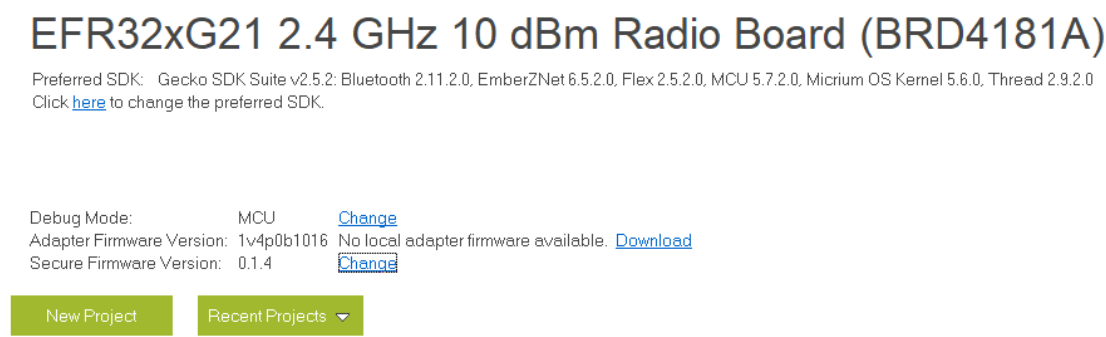 EFR32xG21 2.4 GHz 10 dBm Radio Board (BRD4181A)
Preferred SDK: Gecko SDK Suite v2.5.2: Bluetooth 2.11.2.0, EmberZNet 6.5.2.0, Flex 2.5.2.0, MCU 5.7.2.0, Micrium OS Kernel 5.6.0, Thread 2.9.2.0
Click here to change the preferred SDK.
Debug Mode: MCU Change
Adapter Firmware Version: 1v4p0b1016 No local adapter firmware available. Download
Secure Firmware Version: 0.1.4 Change
New Project Recent Projects